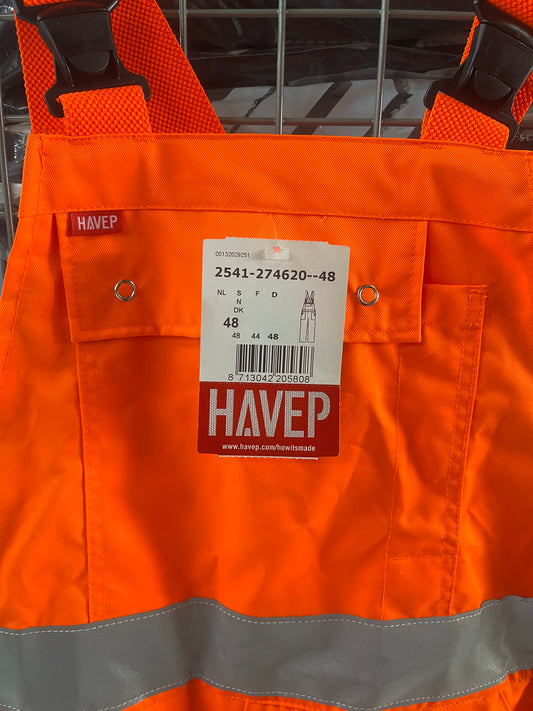 HAVEP
00132029251
2541-274620--48
NL S F D
N
DK
48
48 44 48
8 713042 205808
HAVEP
www.havep.com/howitsmade